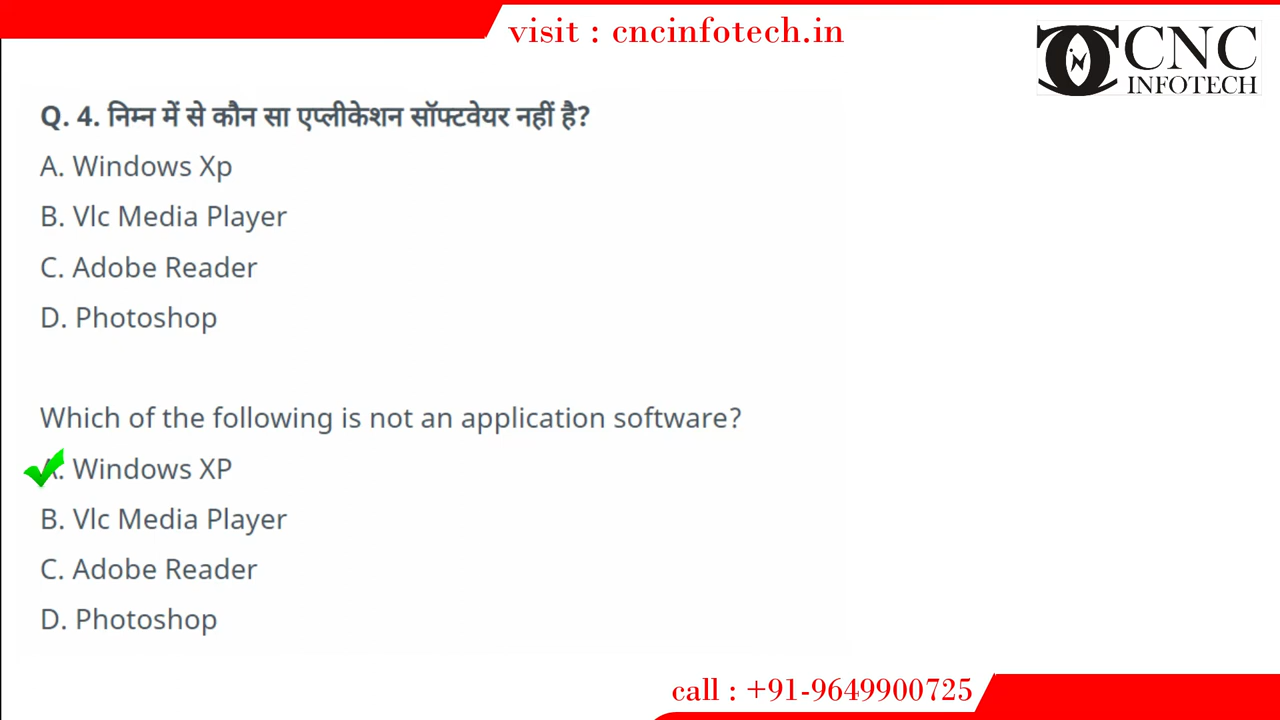 visit : cncinfotech.in
CNC
INFOTECH
Q. 4. निम्न में से कौन सा एप्लीकेशन सॉफ्टवेयर नहीं है?
A. Windows Xp
B. Vlc Media Player
C. Adobe Reader
D. Photoshop
Which of the following is not an application software?
A. Windows XP
B. Vlc Media Player
C. Adobe Reader
D. Photoshop
call : +91-9649900725